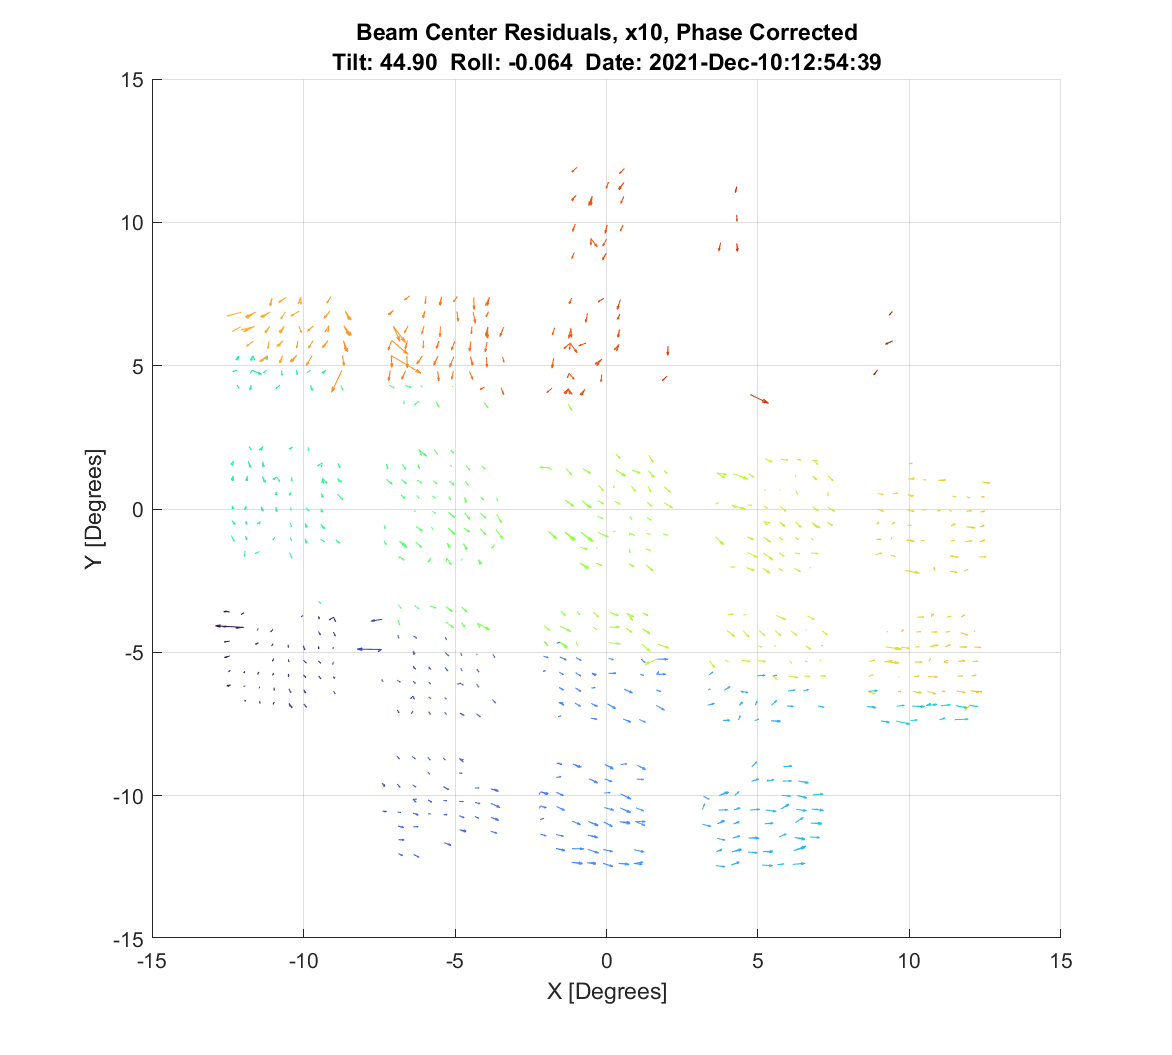 Beam Center Residuals, x10, Phase Corrected
Tilt: 44.90 Roll: -0.064 Date: 2021-Dec-10:12:54:39
15
10
5
0
-5
-10
-15
Y [Degrees]
-15 -10 -5 0 5 10 15
X [Degrees]